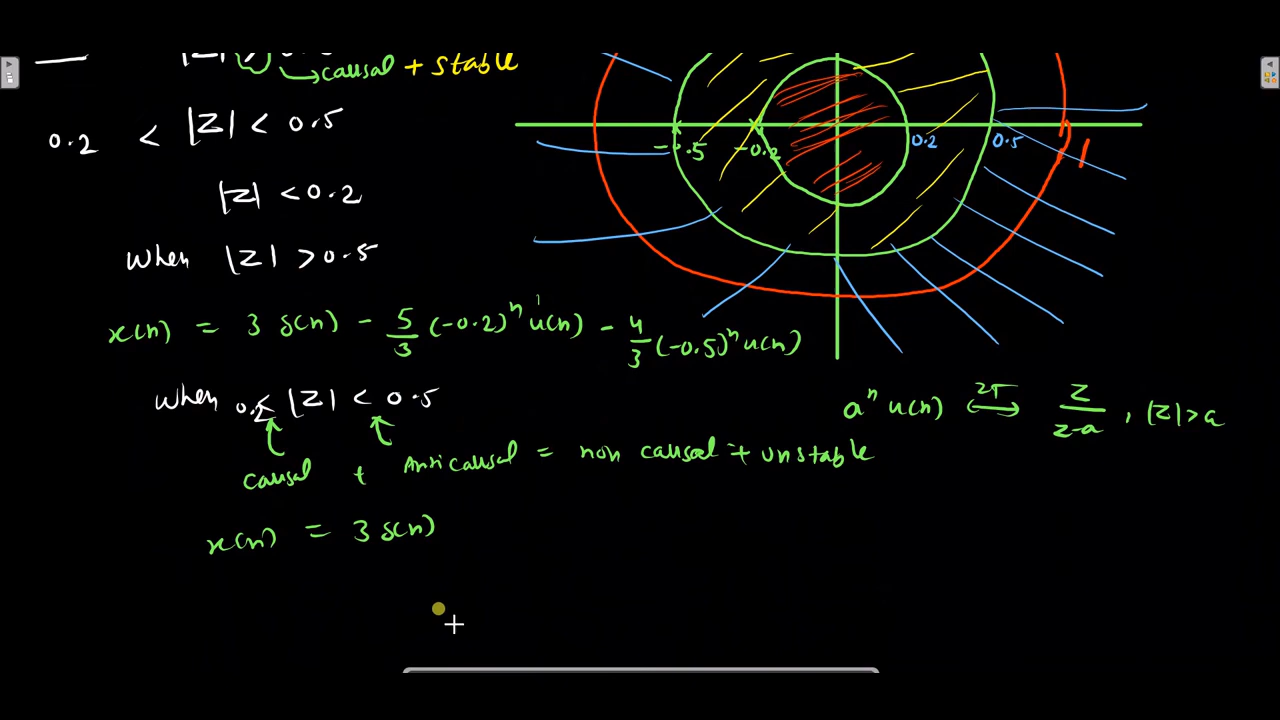 causal + stable
0.2 < |Z| < 0.5
|Z| < 0.2
When |Z| > 0.5
-0.5 -0.2 0.2 0.5 1
x(n) = 3 δ(n) - 5/3 (-0.2)^n u(n) - 4/3 (-0.5)^n u(n)
When 0.2 < |Z| < 0.5
a^n u(n) ⟷ZT Z/(Z-a) , |Z| > a
causal + Anticausal = non causal + unstable
x(n) = 3 δ(n)